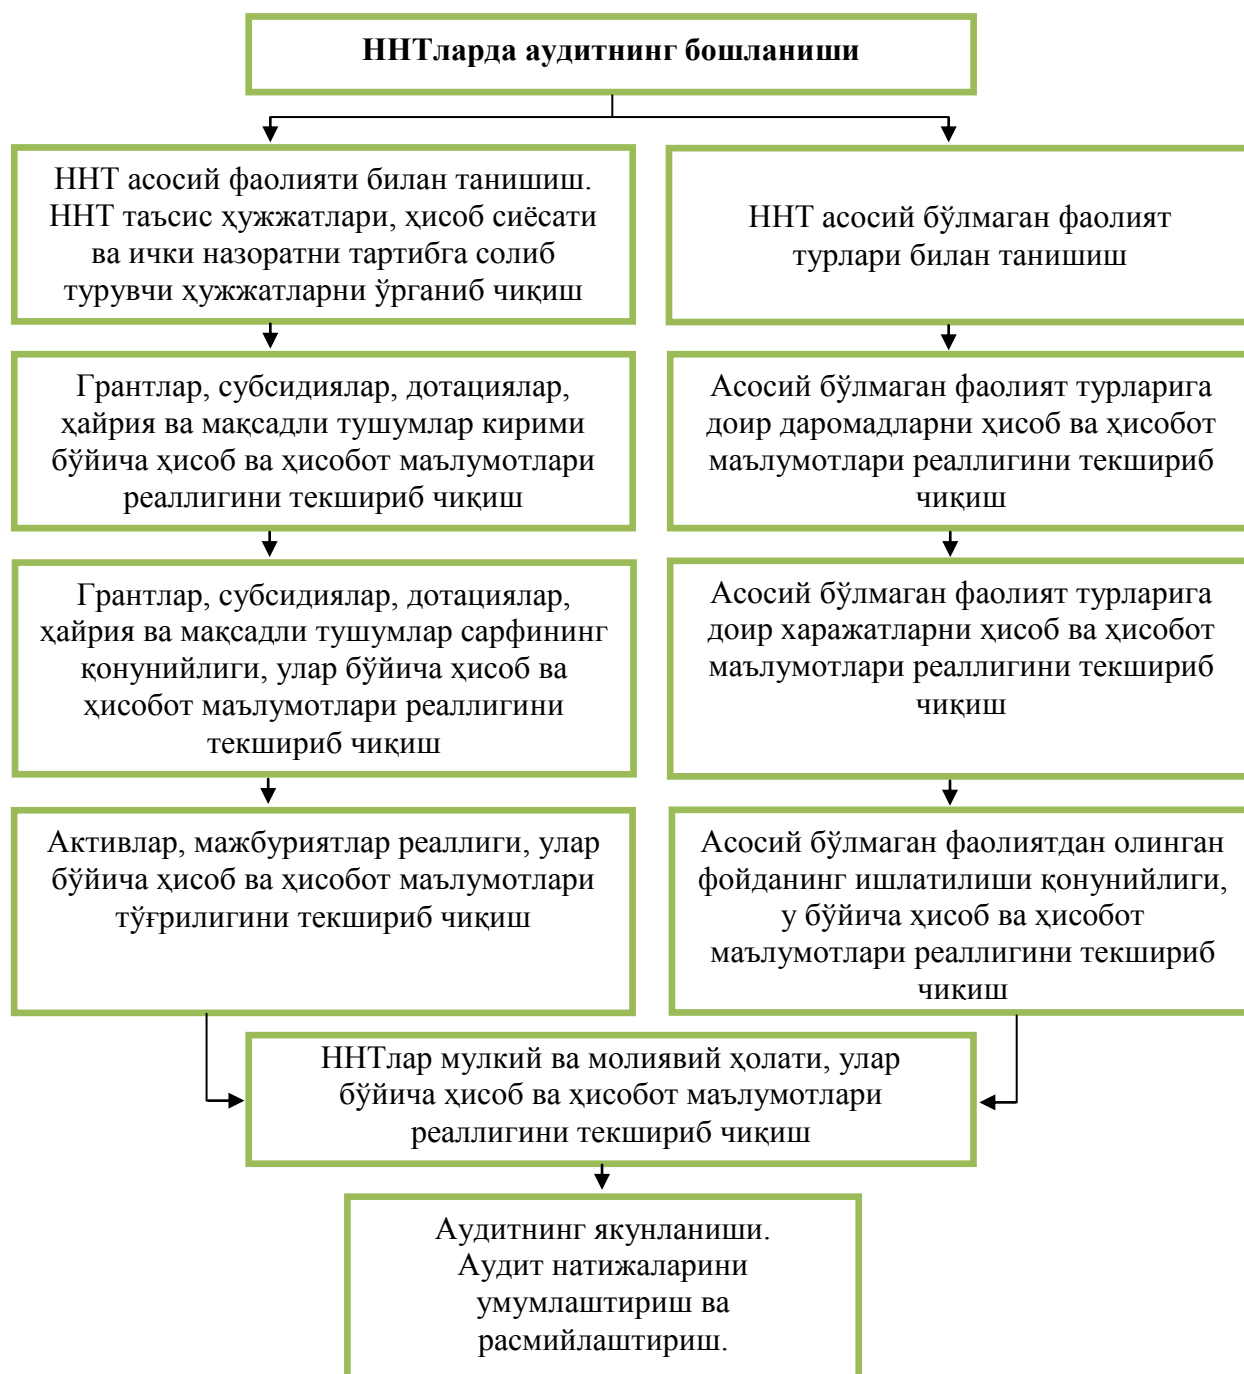 ННТларда аудитнинг бошланиши
ННТ асосий фаолияти билан танишиш.
ННТ таъсис ҳужжатлари, ҳисоб сиёсати
ва ички назоратни тартибга солиб
турувчи ҳужжатларни ўрганиб чиқиш
ННТ асосий бўлмаган фаолият
турлари билан танишиш
Грантлар, субсидиялар, дотациялар,
ҳайрия ва мақсадли тушумлар кирими
бўйича ҳисоб ва ҳисобот маълумотлари
реаллигини текшириб чиқиш
Асосий бўлмаган фаолият турларига
доир даромадларни ҳисоб ва ҳисобот
маълумотлари реаллигини текшириб
чиқиш
Грантлар, субсидиялар, дотациялар,
ҳайрия ва мақсадли тушумлар сарфининг
қонунийлиги, улар бўйича ҳисоб ва
ҳисобот маълумотлари реаллигини
текшириб чиқиш
Асосий бўлмаган фаолият турларига
доир харажатларни ҳисоб ва ҳисобот
маълумотлари реаллигини текшириб
чиқиш
Активлар, мажбуриятлар реаллиги, улар
бўйича ҳисоб ва ҳисобот маълумотлари
тўғрилигини текшириб чиқиш
Асосий бўлмаган фаолиятдан олинган
фойданинг ишлатилиши қонунийлиги,
у бўйича ҳисоб ва ҳисобот
маълумотлари реаллигини текшириб
чиқиш
ННТлар мулкий ва молиявий ҳолати, улар
бўйича ҳисоб ва ҳисобот маълумотлари
реаллигини текшириб чиқиш
Аудитнинг якунланиши.
Аудит натижаларини
умумлаштириш ва
расмийлаштириш.